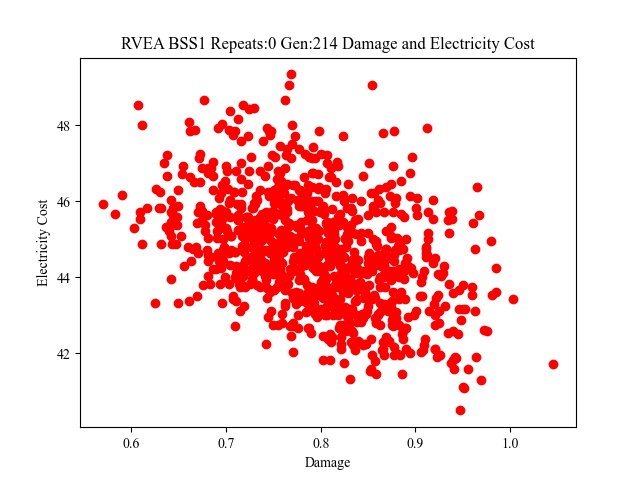 RVEA BSS1 Repeats:0 Gen:214 Damage and Electricity Cost
Electricity Cost
48
46
44
42
0.6 0.7 0.8 0.9 1.0
Damage